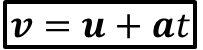 v = u + at